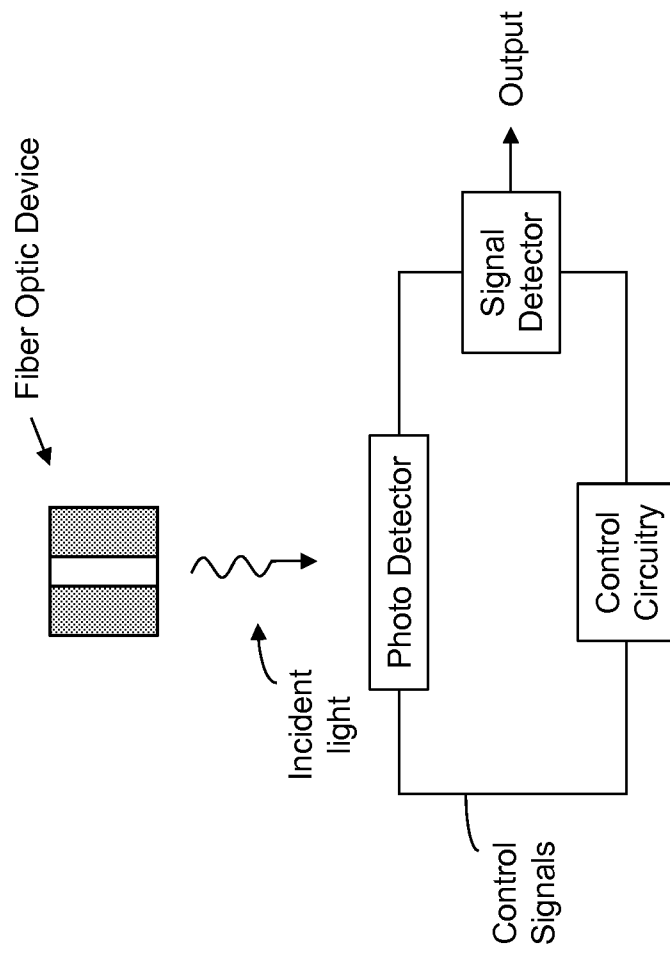 Fiber Optic Device
Incident
light
Photo Detector
Signal
Detector
Output
Control
Circuitry
Control
Signals